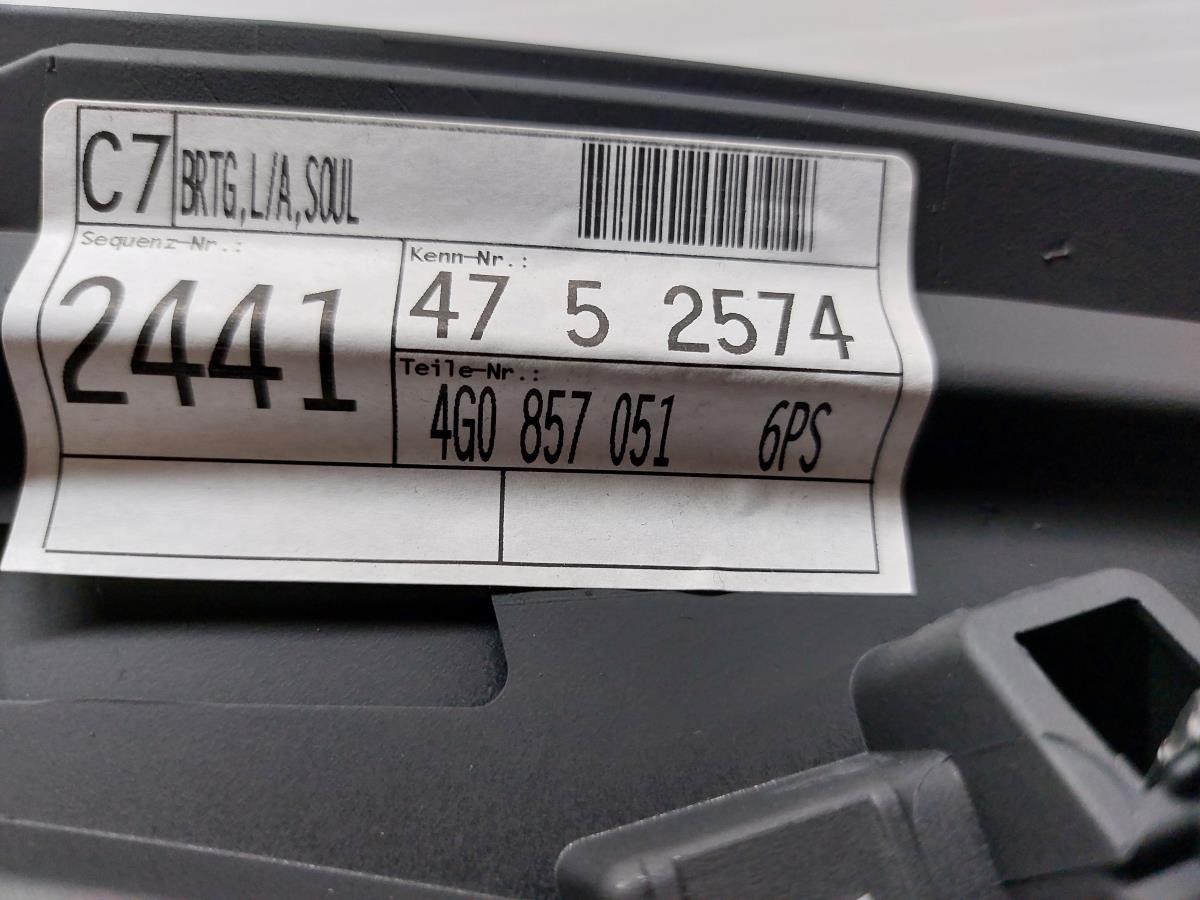 C7 BRTG,L/A,SOUL
Sequenz-Nr.:
2441
Kenn-Nr.:
47 5 2574
Teile-Nr.:
4G0 857 051 6PS